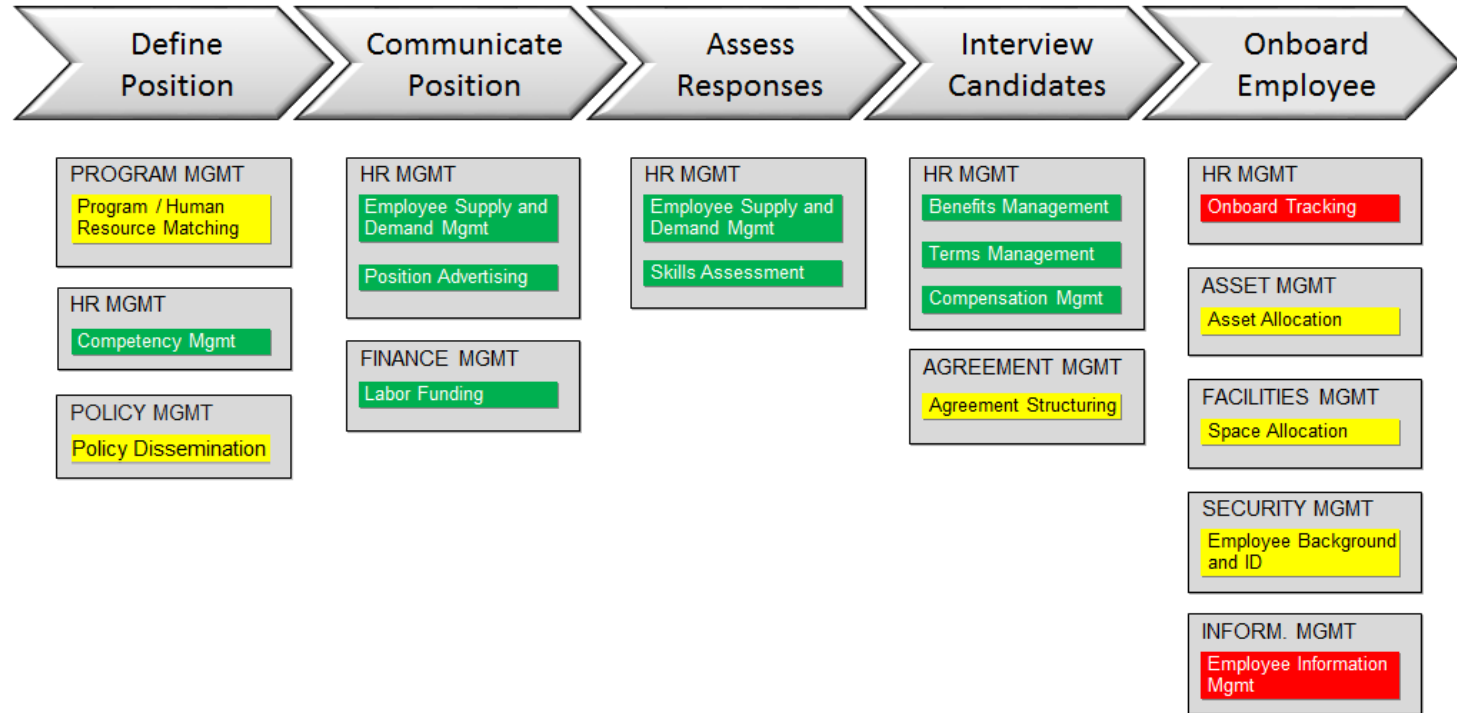 Define
Position
Communicate
Position
Assess
Responses
Interview
Candidates
Onboard
Employee
PROGRAM MGMT
Program / Human
Resource Matching
HR MGMT
Competency Mgmt
POLICY MGMT
Policy Dissemination
HR MGMT
Employee Supply and
Demand Mgmt
Position Advertising
FINANCE MGMT
Labor Funding
HR MGMT
Employee Supply and
Demand Mgmt
Skills Assessment
HR MGMT
Benefits Management
Terms Management
Compensation Mgmt
AGREEMENT MGMT
Agreement Structuring
HR MGMT
Onboard Tracking
ASSET MGMT
Asset Allocation
FACILITIES MGMT
Space Allocation
SECURITY MGMT
Employee Background
and ID
INFORM. MGMT
Employee Information
Mgmt